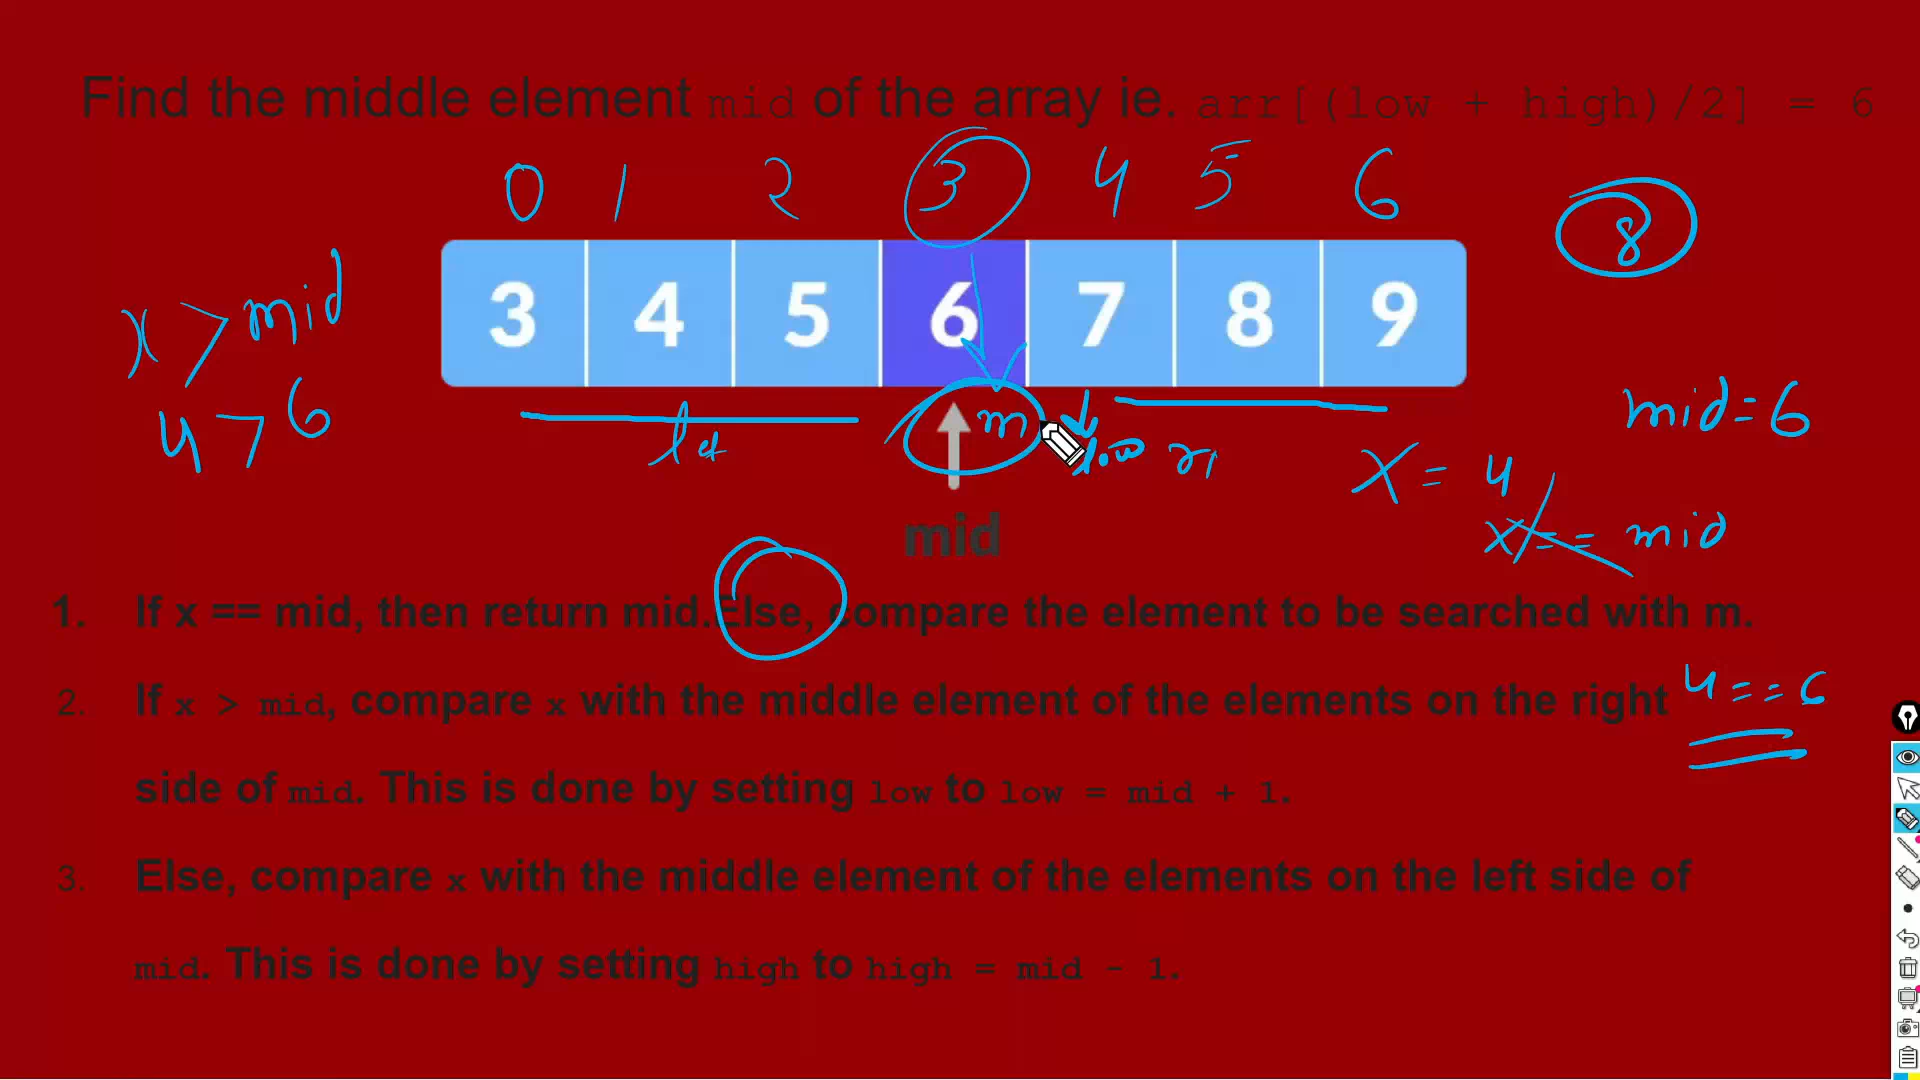 Find the middle element mid of the array ie. arr[(low + high)/2] = 6
0 1 2 3 4 5 6
8
3 4 5 6 7 8 9
x > mid
4 > 6
m
low
mid = 6
X = 4
x == mid
mid
1. If x == mid, then return mid.Else, compare the element to be searched with m.
2. If x > mid, compare x with the middle element of the elements on the right
4 == 6
side of mid. This is done by setting low to low = mid + 1.
3. Else, compare x with the middle element of the elements on the left side of
mid. This is done by setting high to high = mid - 1.